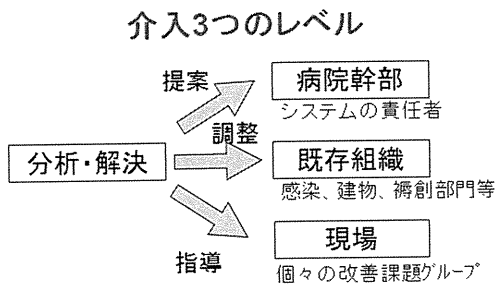 介入3つのレベル
提案
病院幹部
システムの責任者
調整
分析・解決
既存組織
感染、建物、褥創部門等
現場
指導
個々の改善課題グループ